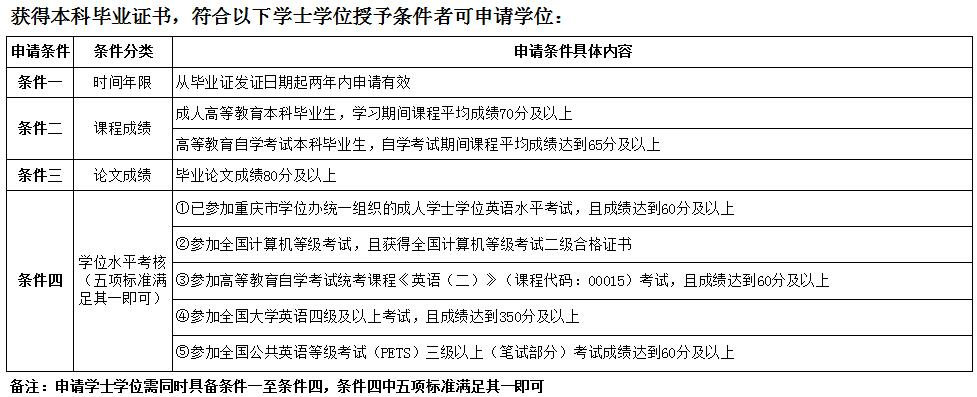 获得本科毕业证书，符合以下学士学位授予条件者可申请学位：
申请条件 条件分类 申请条件具体内容
条件一 时间年限 从毕业证发证日期起两年内申请有效
条件二 课程成绩 成人高等教育本科毕业生，学习期间课程平均成绩70分及以上
高等教育自学考试本科毕业生，自学考试期间课程平均成绩达到65分及以上
条件三 论文成绩 毕业论文成绩80分及以上
条件四 学位水平考核
（五项标准满
足其一即可）
①已参加重庆市学位办统一组织的成人学士学位英语水平考试，且成绩达到60分及以上
②参加全国计算机等级考试，且获得全国计算机等级考试二级合格证书
③参加高等教育自学考试统考课程《英语（二）》（课程代码：00015）考试，且成绩达到60分及以上
④参加全国大学英语四级及以上考试，且成绩达到350分及以上
⑤参加全国公共英语等级考试（PETS）三级以上（笔试部分）考试成绩达到60分及以上
备注：申请学士学位需同时具备条件一至条件四，条件四中五项标准满足其一即可